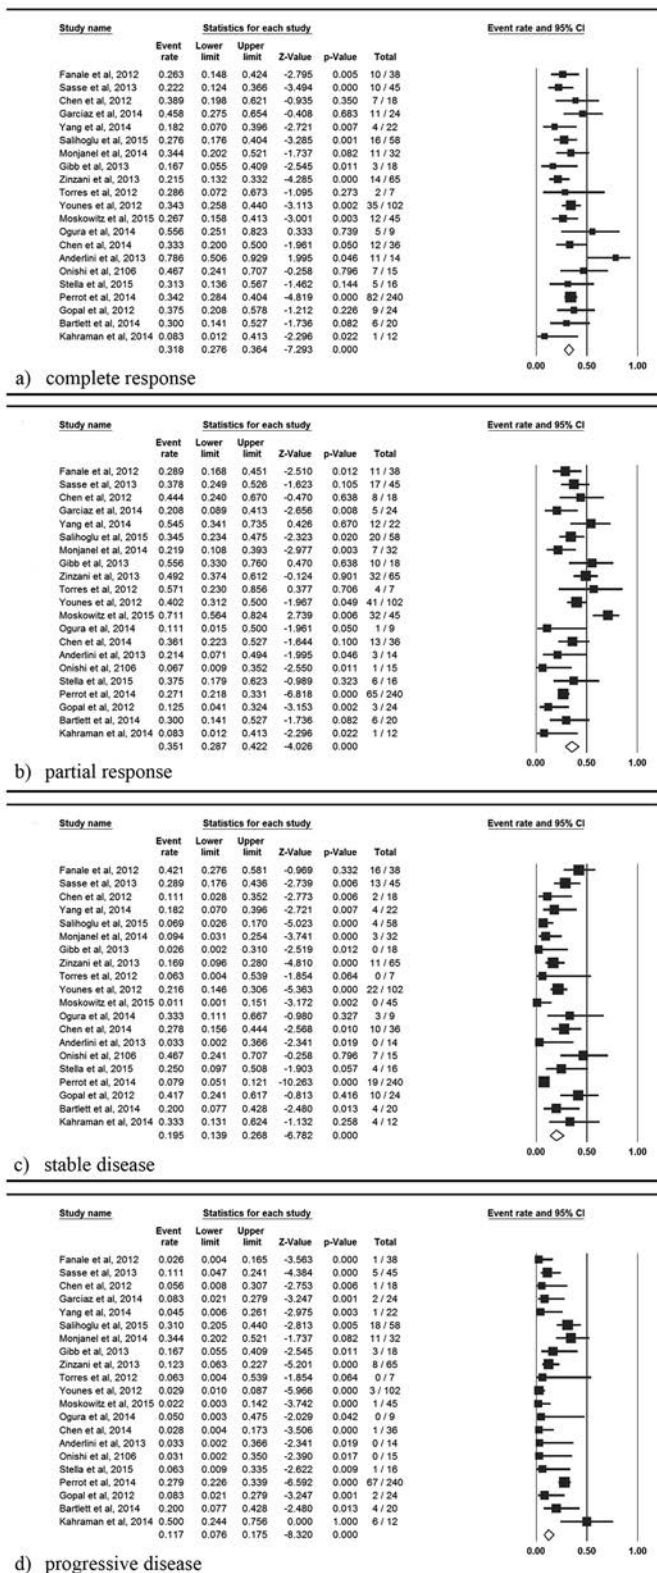 Study name Statistics for each study Event rate and 95% CI
Event Lower Upper
rate limit limit Z-Value p-Value Total
Fanale et al, 2012 0.263 0.148 0.424 -2.795 0.005 10 / 38
Sasse et al, 2013 0.222 0.124 0.366 -3.494 0.000 10 / 45
Chen et al, 2012 0.389 0.198 0.621 -0.935 0.350 7 / 18
Garciaz et al, 2014 0.458 0.275 0.654 -0.408 0.683 11 / 24
Yang et al, 2014 0.182 0.070 0.396 -2.721 0.007 4 / 22
Salihoglu et al, 2015 0.276 0.176 0.404 -3.285 0.001 16 / 58
Monjanel et al, 2014 0.344 0.202 0.521 -1.737 0.082 11 / 32
Gibb et al, 2013 0.167 0.055 0.409 -2.545 0.011 3 / 18
Zinzani et al, 2013 0.215 0.132 0.332 -4.285 0.000 14 / 65
Torres et al, 2012 0.286 0.072 0.673 -1.095 0.273 2 / 7
Younes et al, 2012 0.343 0.258 0.440 -3.113 0.002 35 / 102
Moskowitz et al, 2015 0.267 0.158 0.413 -3.001 0.003 12 / 45
Ogura et al, 2014 0.556 0.251 0.823 0.333 0.739 5 / 9
Chen et al, 2014 0.333 0.200 0.500 -1.961 0.050 12 / 36
Anderlini et al, 2013 0.786 0.506 0.929 1.995 0.046 11 / 14
Onishi et al, 2106 0.467 0.241 0.707 -0.258 0.796 7 / 15
Stella et al, 2015 0.313 0.136 0.567 -1.462 0.144 5 / 16
Perrot et al, 2014 0.342 0.284 0.404 -4.819 0.000 82 / 240
Gopal et al, 2012 0.375 0.208 0.578 -1.212 0.226 9 / 24
Bartlett et al, 2014 0.300 0.141 0.527 -1.736 0.082 6 / 20
Kahraman et al, 2014 0.083 0.012 0.413 -2.296 0.022 1 / 12
0.318 0.276 0.364 -7.293 0.000
0.00 0.50 1.00
a) complete response
Study name Statistics for each study Event rate and 95% CI
Event Lower Upper
rate limit limit Z-Value p-Value Total
Fanale et al, 2012 0.289 0.168 0.451 -2.510 0.012 11 / 38
Sasse et al, 2013 0.378 0.249 0.526 -1.623 0.105 17 / 45
Chen et al, 2012 0.444 0.240 0.670 -0.470 0.638 8 / 18
Garciaz et al, 2014 0.208 0.089 0.413 -2.656 0.008 5 / 24
Yang et al, 2014 0.545 0.341 0.735 0.426 0.670 12 / 22
Salihoglu et al, 2015 0.345 0.234 0.475 -2.323 0.020 20 / 58
Monjanel et al, 2014 0.219 0.108 0.393 -2.977 0.003 7 / 32
Gibb et al, 2013 0.556 0.330 0.760 0.470 0.638 10 / 18
Zinzani et al, 2013 0.492 0.374 0.612 -0.124 0.901 32 / 65
Torres et al, 2012 0.571 0.230 0.856 0.377 0.706 4 / 7
Younes et al, 2012 0.402 0.312 0.500 -1.967 0.049 41 / 102
Moskowitz et al, 2015 0.711 0.564 0.824 2.739 0.006 32 / 45
Ogura et al, 2014 0.111 0.015 0.500 -1.961 0.050 1 / 9
Chen et al, 2014 0.361 0.223 0.527 -1.644 0.100 13 / 36
Anderlini et al, 2013 0.214 0.071 0.494 -1.995 0.046 3 / 14
Onishi et al, 2106 0.067 0.009 0.352 -2.550 0.011 1 / 15
Stella et al, 2015 0.375 0.179 0.623 -0.989 0.323 6 / 16
Perrot et al, 2014 0.271 0.218 0.331 -6.818 0.000 65 / 240
Gopal et al, 2012 0.125 0.041 0.324 -3.153 0.002 3 / 24
Bartlett et al, 2014 0.300 0.141 0.527 -1.736 0.082 6 / 20
Kahraman et al, 2014 0.083 0.012 0.413 -2.296 0.022 1 / 12
0.351 0.287 0.422 -4.026 0.000
0.00 0.50 1.00
b) partial response
Study name Statistics for each study Event rate and 95% CI
Event Lower Upper
rate limit limit Z-Value p-Value Total
Fanale et al, 2012 0.421 0.276 0.581 -0.969 0.332 16 / 38
Sasse et al, 2013 0.289 0.176 0.436 -2.739 0.006 13 / 45
Chen et al, 2012 0.111 0.028 0.352 -2.773 0.006 2 / 18
Yang et al, 2014 0.182 0.070 0.396 -2.721 0.007 4 / 22
Salihoglu et al, 2015 0.069 0.026 0.170 -5.023 0.000 4 / 58
Monjanel et al, 2014 0.094 0.031 0.254 -3.741 0.000 3 / 32
Gibb et al, 2013 0.026 0.002 0.310 -2.519 0.012 0 / 18
Zinzani et al, 2013 0.169 0.096 0.280 -4.810 0.000 11 / 65
Torres et al, 2012 0.063 0.004 0.539 -1.854 0.064 0 / 7
Younes et al, 2012 0.216 0.146 0.306 -5.363 0.000 22 / 102
Moskowitz et al, 2015 0.011 0.001 0.151 -3.172 0.002 0 / 45
Ogura et al, 2014 0.333 0.111 0.667 -0.980 0.327 3 / 9
Chen et al, 2014 0.278 0.156 0.444 -2.568 0.010 10 / 36
Anderlini et al, 2013 0.033 0.002 0.366 -2.341 0.019 0 / 14
Onishi et al, 2106 0.467 0.241 0.707 -0.258 0.796 7 / 15
Stella et al, 2015 0.250 0.097 0.508 -1.903 0.057 4 / 16
Perrot et al, 2014 0.079 0.051 0.121 -10.263 0.000 19 / 240
Gopal et al, 2012 0.417 0.241 0.617 -0.813 0.416 10 / 24
Bartlett et al, 2014 0.200 0.077 0.428 -2.480 0.013 4 / 20
Kahraman et al, 2014 0.333 0.131 0.624 -1.132 0.258 4 / 12
0.195 0.139 0.268 -6.782 0.000
0.00 0.50 1.00
c) stable disease
Study name Statistics for each study Event rate and 95% CI
Event Lower Upper
rate limit limit Z-Value p-Value Total
Fanale et al, 2012 0.026 0.004 0.165 -3.563 0.000 1 / 38
Sasse et al, 2013 0.111 0.047 0.241 -4.384 0.000 5 / 45
Chen et al, 2012 0.056 0.008 0.307 -2.753 0.006 1 / 18
Garciaz et al, 2014 0.083 0.021 0.279 -3.247 0.001 2 / 24
Yang et al, 2014 0.045 0.006 0.261 -2.975 0.003 1 / 22
Salihoglu et al, 2015 0.310 0.205 0.440 -2.813 0.005 18 / 58
Monjanel et al, 2014 0.344 0.202 0.521 -1.737 0.082 11 / 32
Gibb et al, 2013 0.167 0.055 0.409 -2.545 0.011 3 / 18
Zinzani et al, 2013 0.123 0.063 0.227 -5.201 0.000 8 / 65
Torres et al, 2012 0.063 0.004 0.539 -1.854 0.064 0 / 7
Younes et al, 2012 0.029 0.010 0.087 -5.966 0.000 3 / 102
Moskowitz et al, 2015 0.022 0.003 0.142 -3.742 0.000 1 / 45
Ogura et al, 2014 0.050 0.003 0.475 -2.029 0.042 0 / 9
Chen et al, 2014 0.028 0.004 0.173 -3.506 0.000 1 / 36
Anderlini et al, 2013 0.033 0.002 0.366 -2.341 0.019 0 / 14
Onishi et al, 2106 0.031 0.002 0.350 -2.390 0.017 0 / 15
Stella et al, 2015 0.063 0.009 0.335 -2.622 0.009 1 / 16
Perrot et al, 2014 0.279 0.226 0.339 -6.592 0.000 67 / 240
Gopal et al, 2012 0.083 0.021 0.279 -3.247 0.001 2 / 24
Bartlett et al, 2014 0.200 0.077 0.428 -2.480 0.013 4 / 20
Kahraman et al, 2014 0.500 0.244 0.756 0.000 1.000 6 / 12
0.117 0.076 0.175 -8.320 0.000
0.00 0.50 1.00
d) progressive disease